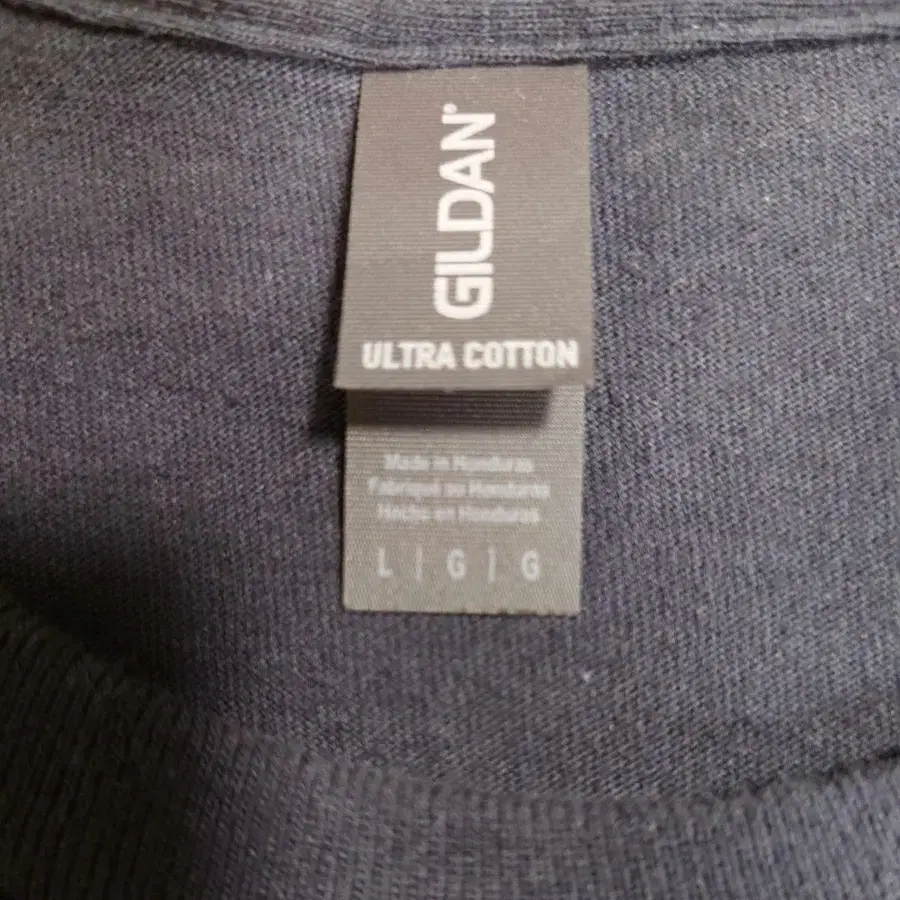 GILDAN®
ULTRA COTTON
Made in Honduras
Fabriqué au Honduras
Hecho en Honduras
L | G | G